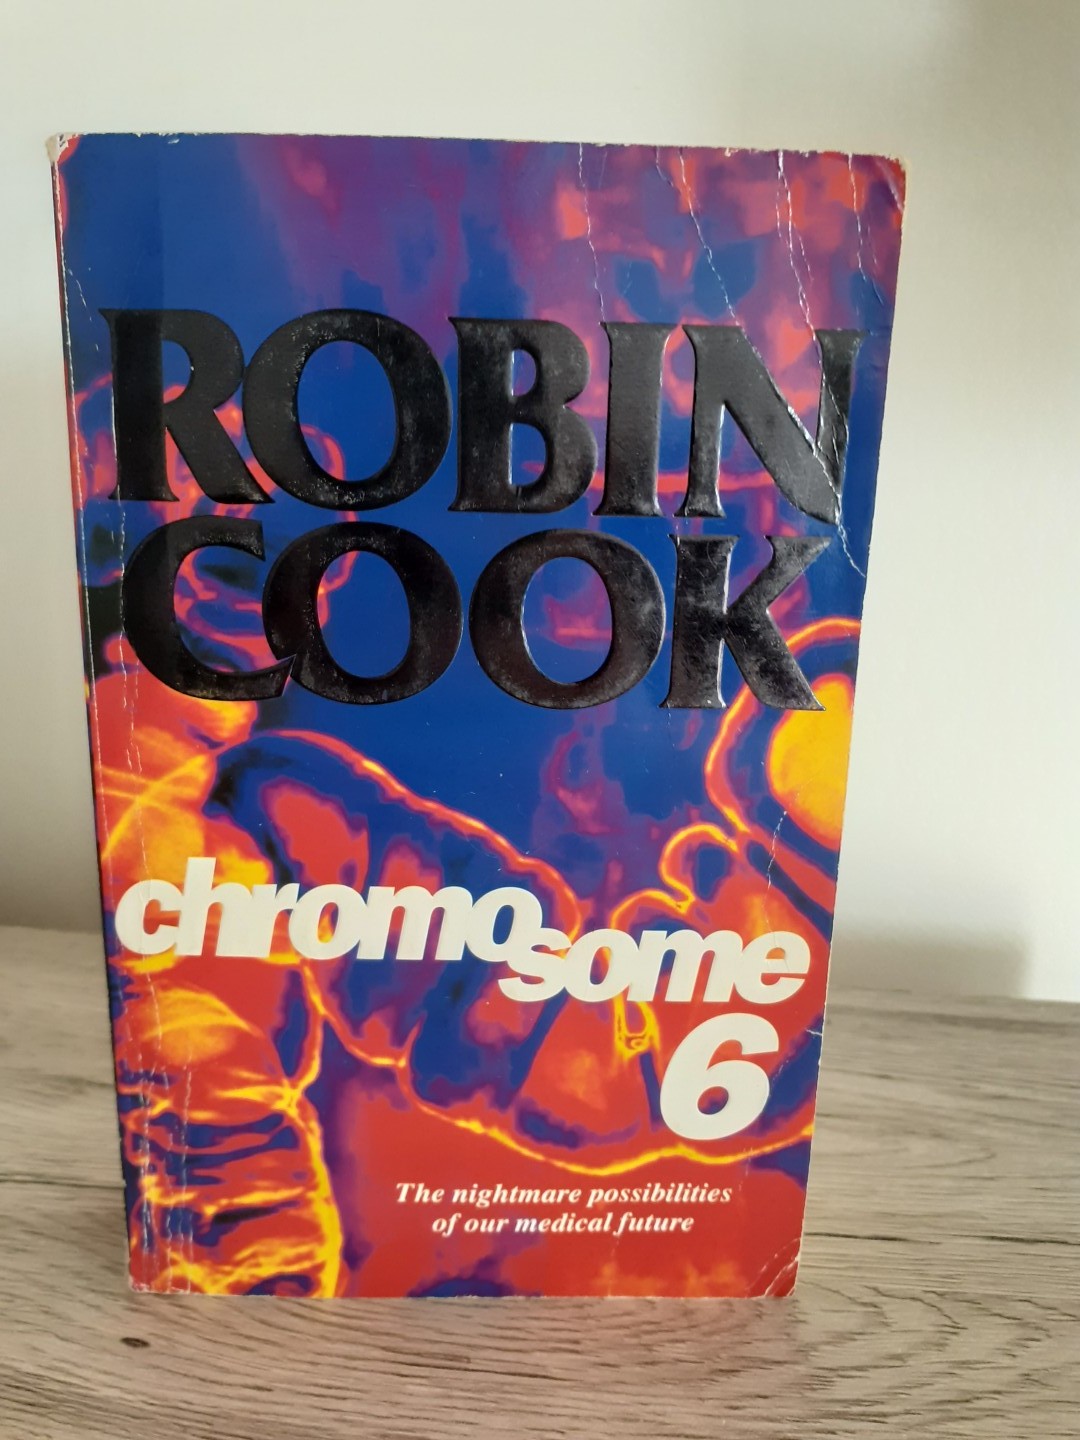 ROBIN
COOK
chromosome
6
The nightmare possibilities
of our medical future